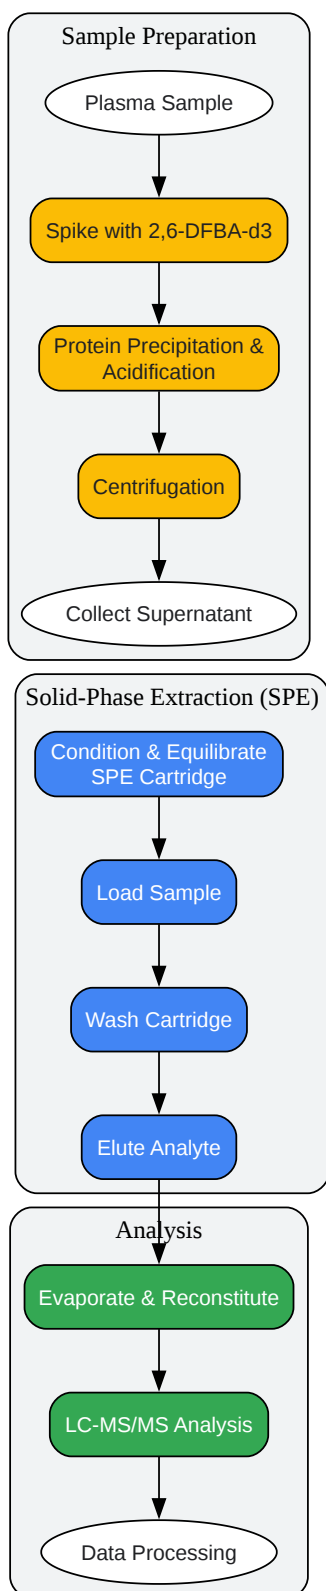 Sample Preparation
Plasma Sample
Spike with 2,6-DFBA-d3
Protein Precipitation &
Acidification
Centrifugation
Collect Supernatant
Solid-Phase Extraction (SPE)
Condition & Equilibrate
SPE Cartridge
Load Sample
Wash Cartridge
Elute Analyte
Analysis
Evaporate & Reconstitute
LC-MS/MS Analysis
Data Processing